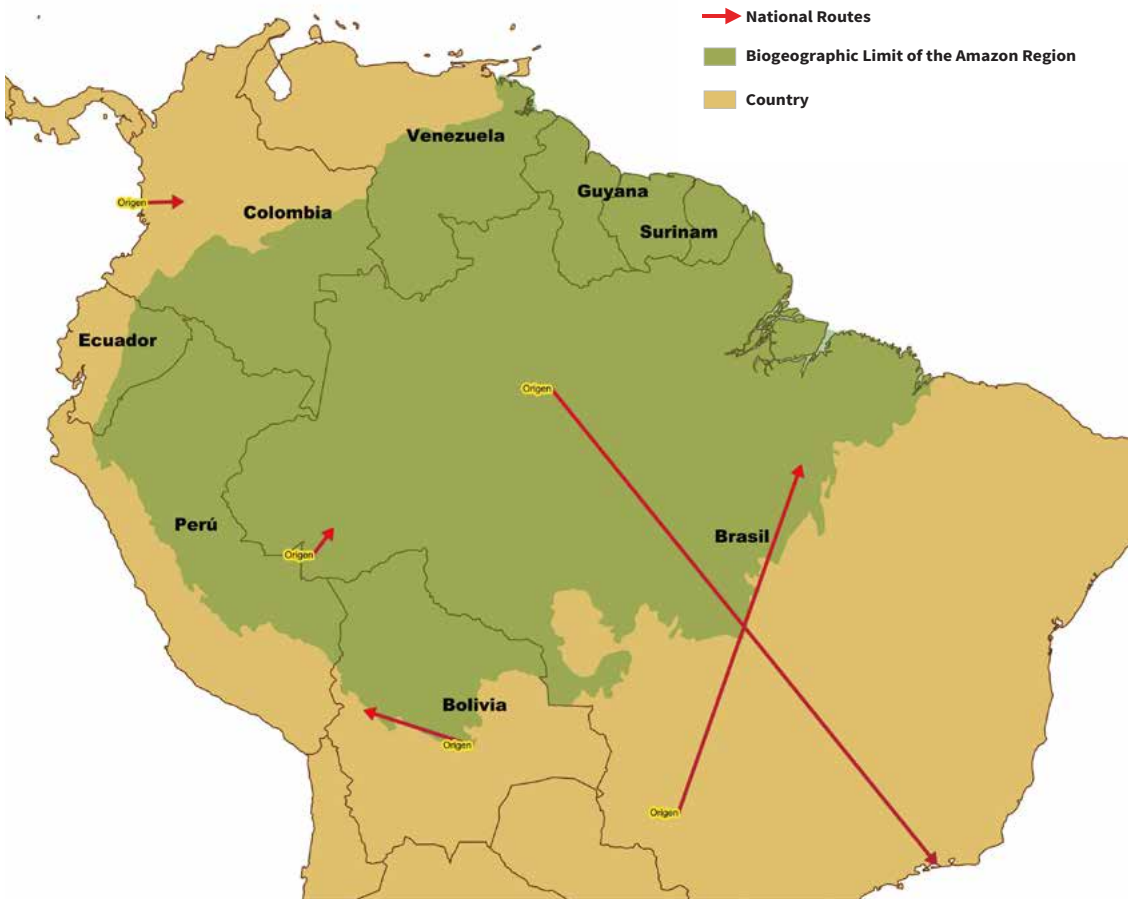 National Routes
Biogeographic Limit of the Amazon Region
Country
Venezuela
Guyana
Origen
Colombia
Surinam
Ecuador
Origen
Perú
Brasil
Origen
Bolivia
Origen
Origen